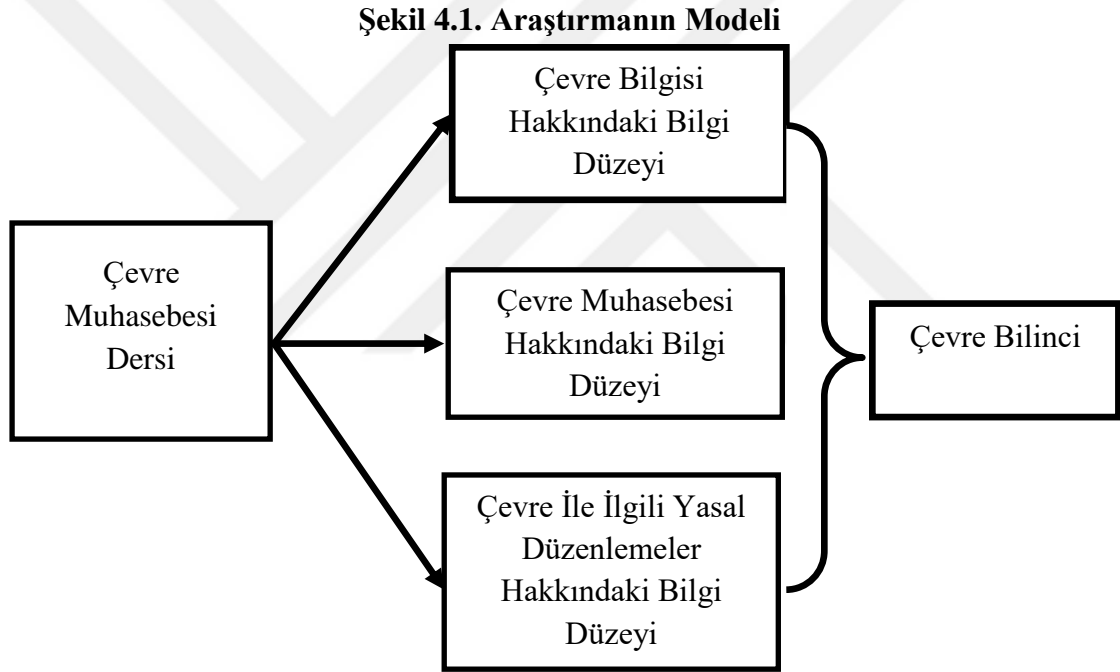 Şekil 4.1. Araştırmanın Modeli
Çevre
Muhasebesi
Dersi
Çevre Bilgisi
Hakkındaki Bilgi
Düzeyi
Çevre Muhasebesi
Hakkındaki Bilgi
Düzeyi
Çevre İle İlgili Yasal
Düzenlemeler
Hakkındaki Bilgi
Düzeyi
Çevre Bilinci